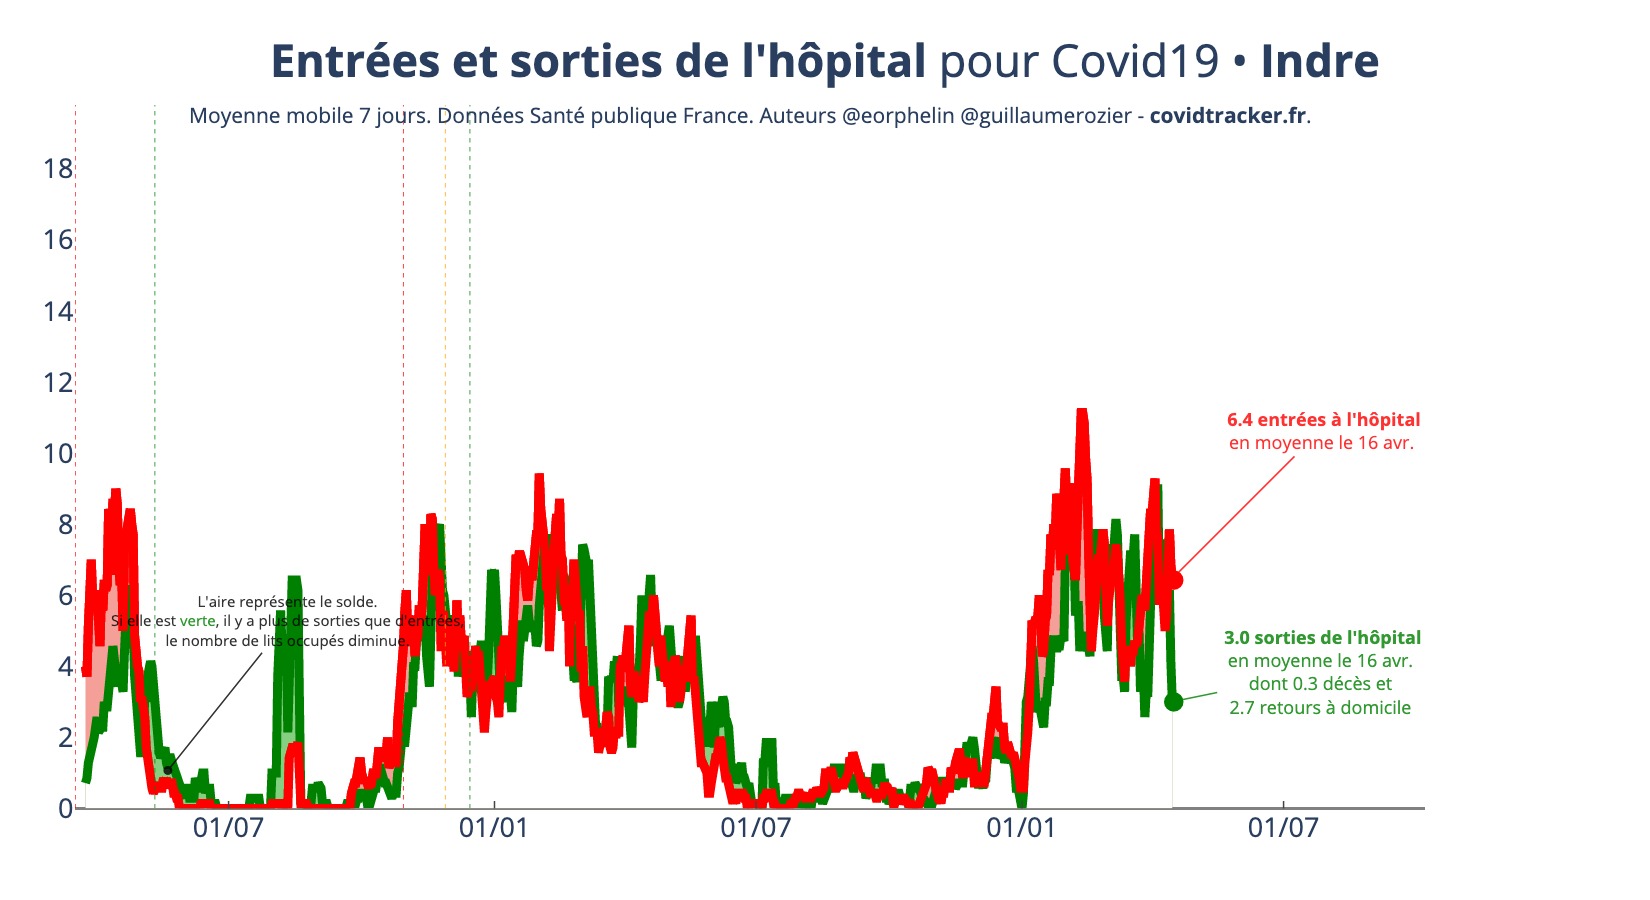 Entrées et sorties de l'hôpital pour Covid19 • Indre
Moyenne mobile 7 jours. Données Santé publique France. Auteurs @eorphelin @guillaumerozier - covidtracker.fr.
18
16
14
12
10
8
6
4
2
0
L'aire représente le solde.
Si elle est verte, il y a plus de sorties que d'entrées,
le nombre de lits occupés diminue.
6.4 entrées à l'hôpital
en moyenne le 16 avr.
3.0 sorties de l'hôpital
en moyenne le 16 avr.
dont 0.3 décès et
2.7 retours à domicile
01/07
01/01
01/07
01/01
01/07